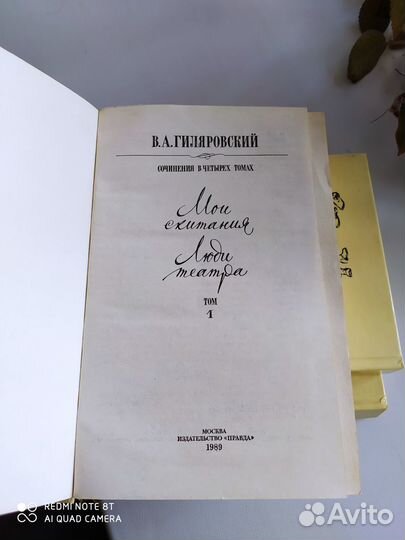 В.А.ГИЛЯРОВСКИЙ
СОЧИНЕНИЯ В ЧЕТЫРЕХ ТОМАХ
Мои
скитания
Люди
театра
ТОМ
1
МОСКВА
ИЗДАТЕЛЬСТВО «ПРАВДА»
1989
REDMI NOTE 8T
AI QUAD CAMERA
Avito